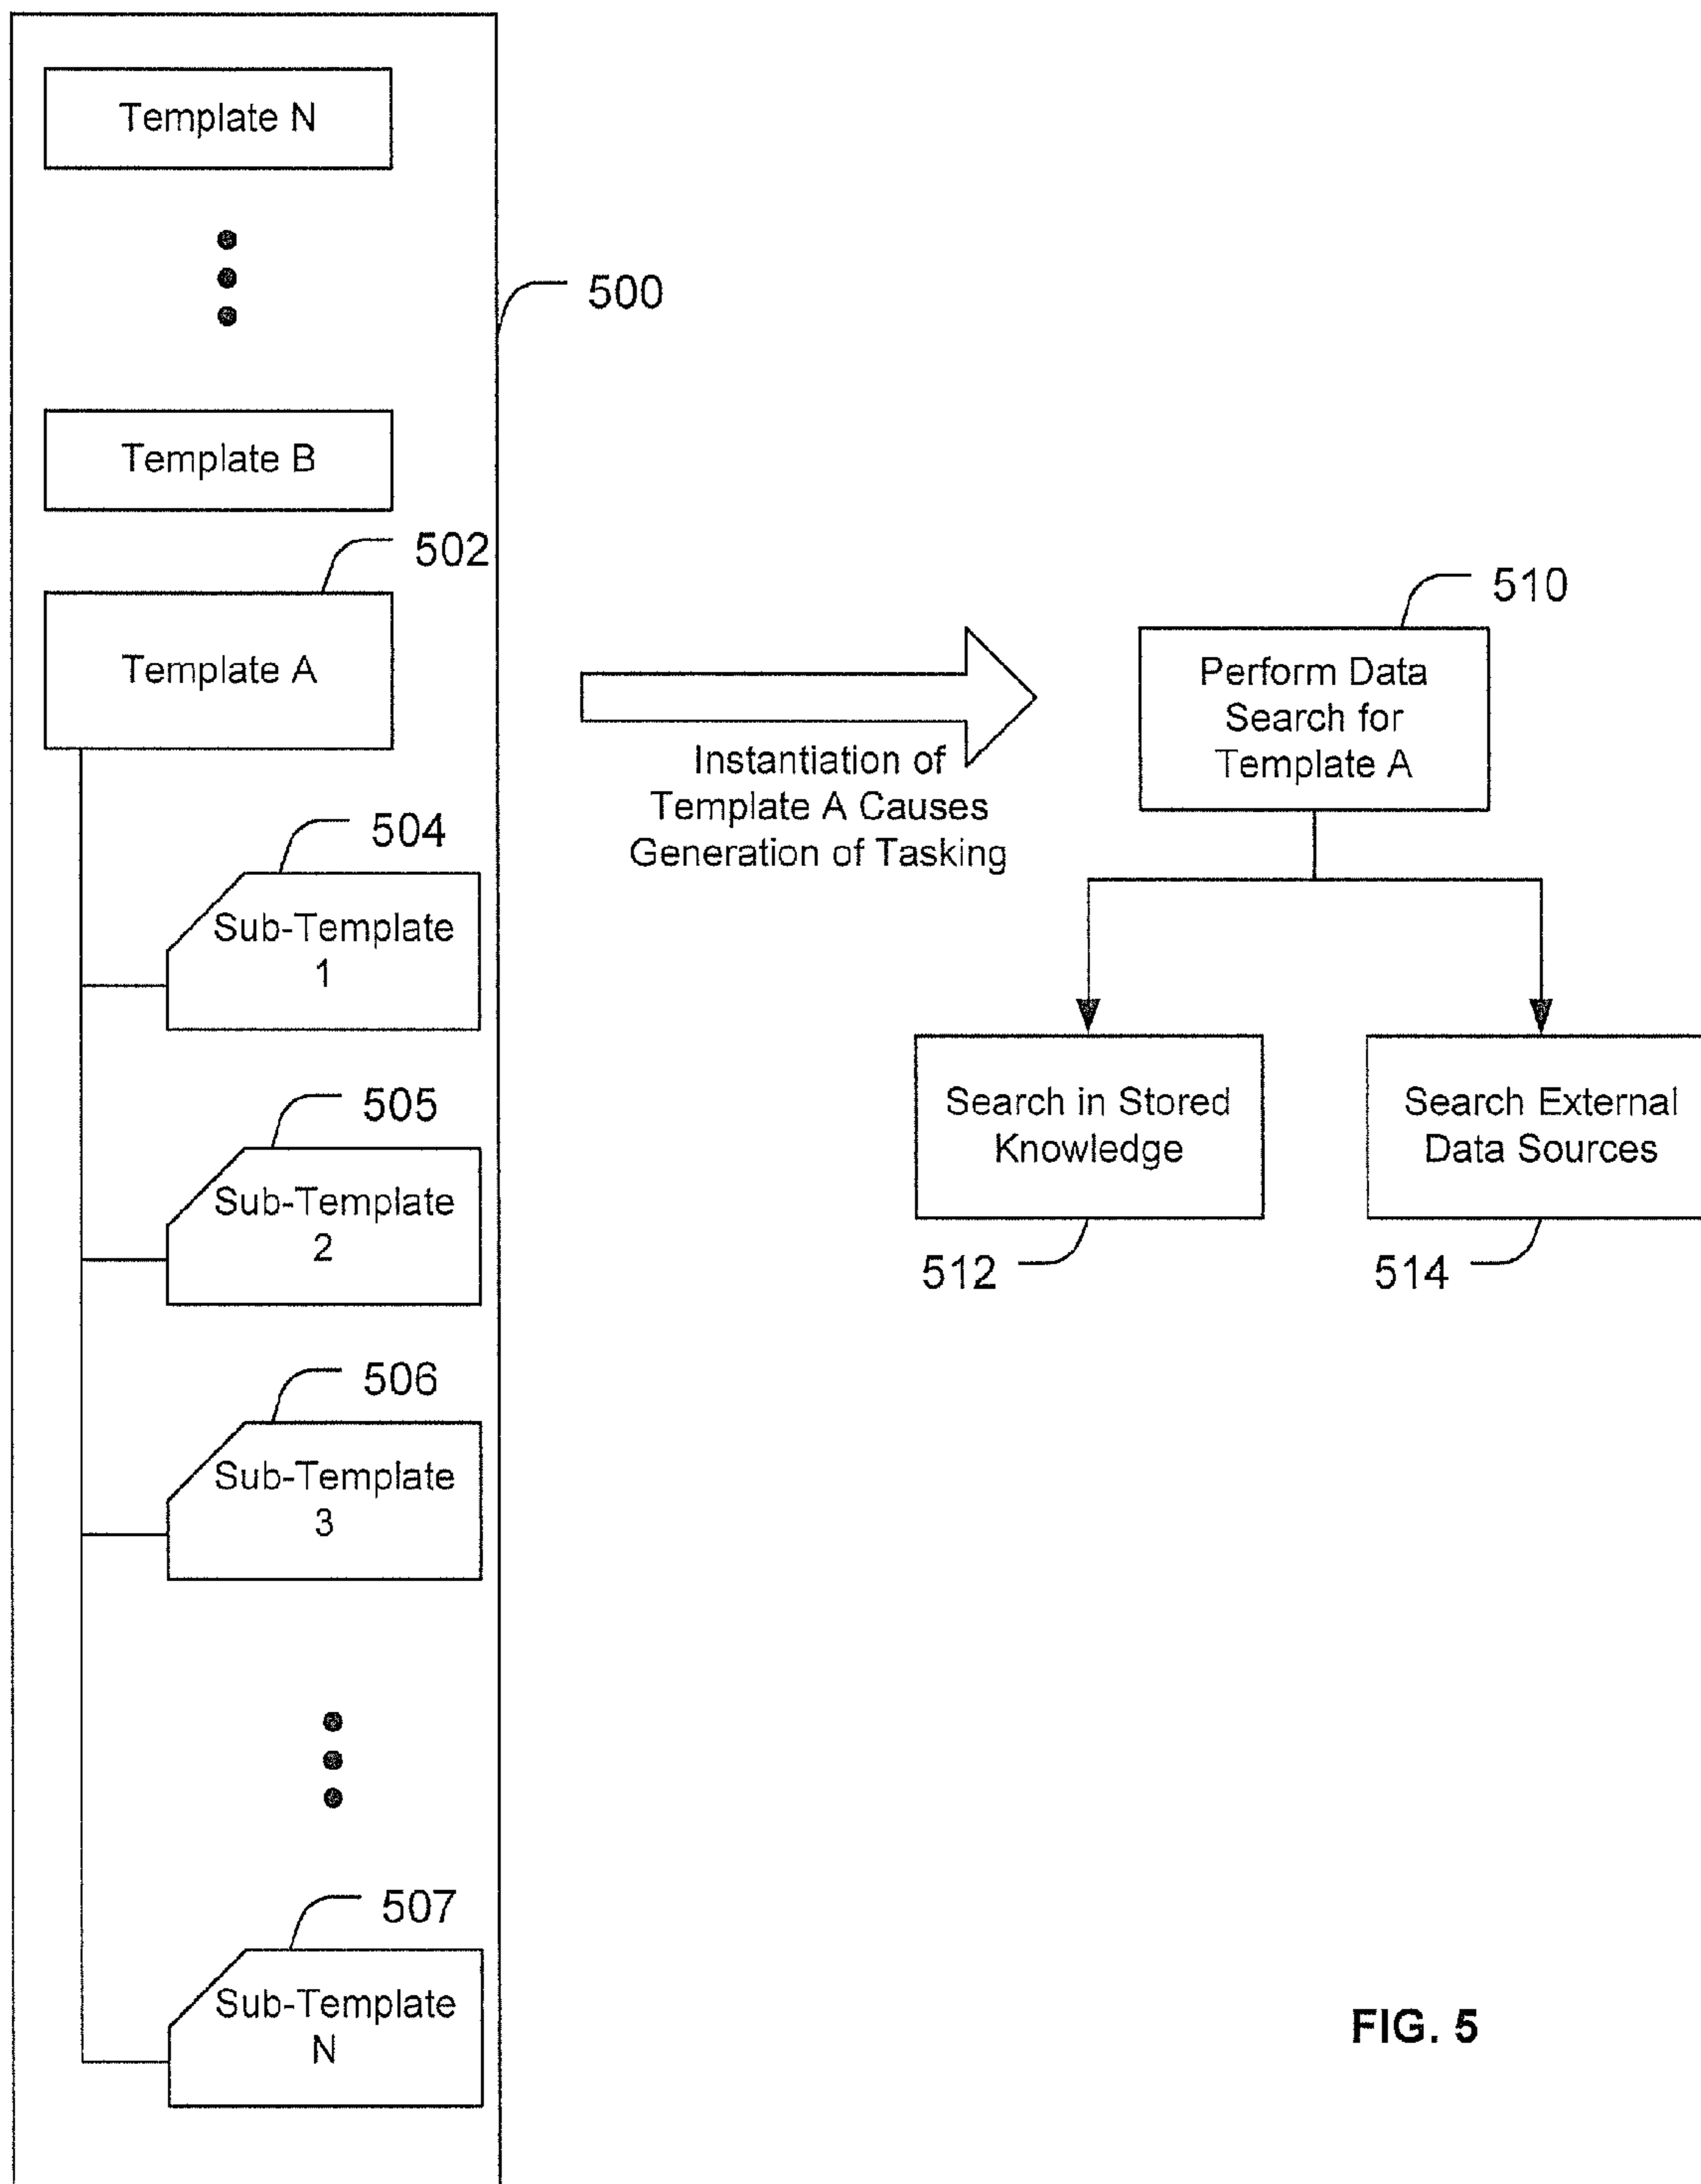 Template N
500
Template B
502
Template A
504
Sub-Template
1
505
Sub-Template
2
506
Sub-Template
3
507
Sub-Template
N
Instantiation of
Template A Causes
Generation of Tasking
510
Perform Data
Search for
Template A
Search in Stored
Knowledge
512
Search External
Data Sources
514
FIG. 5